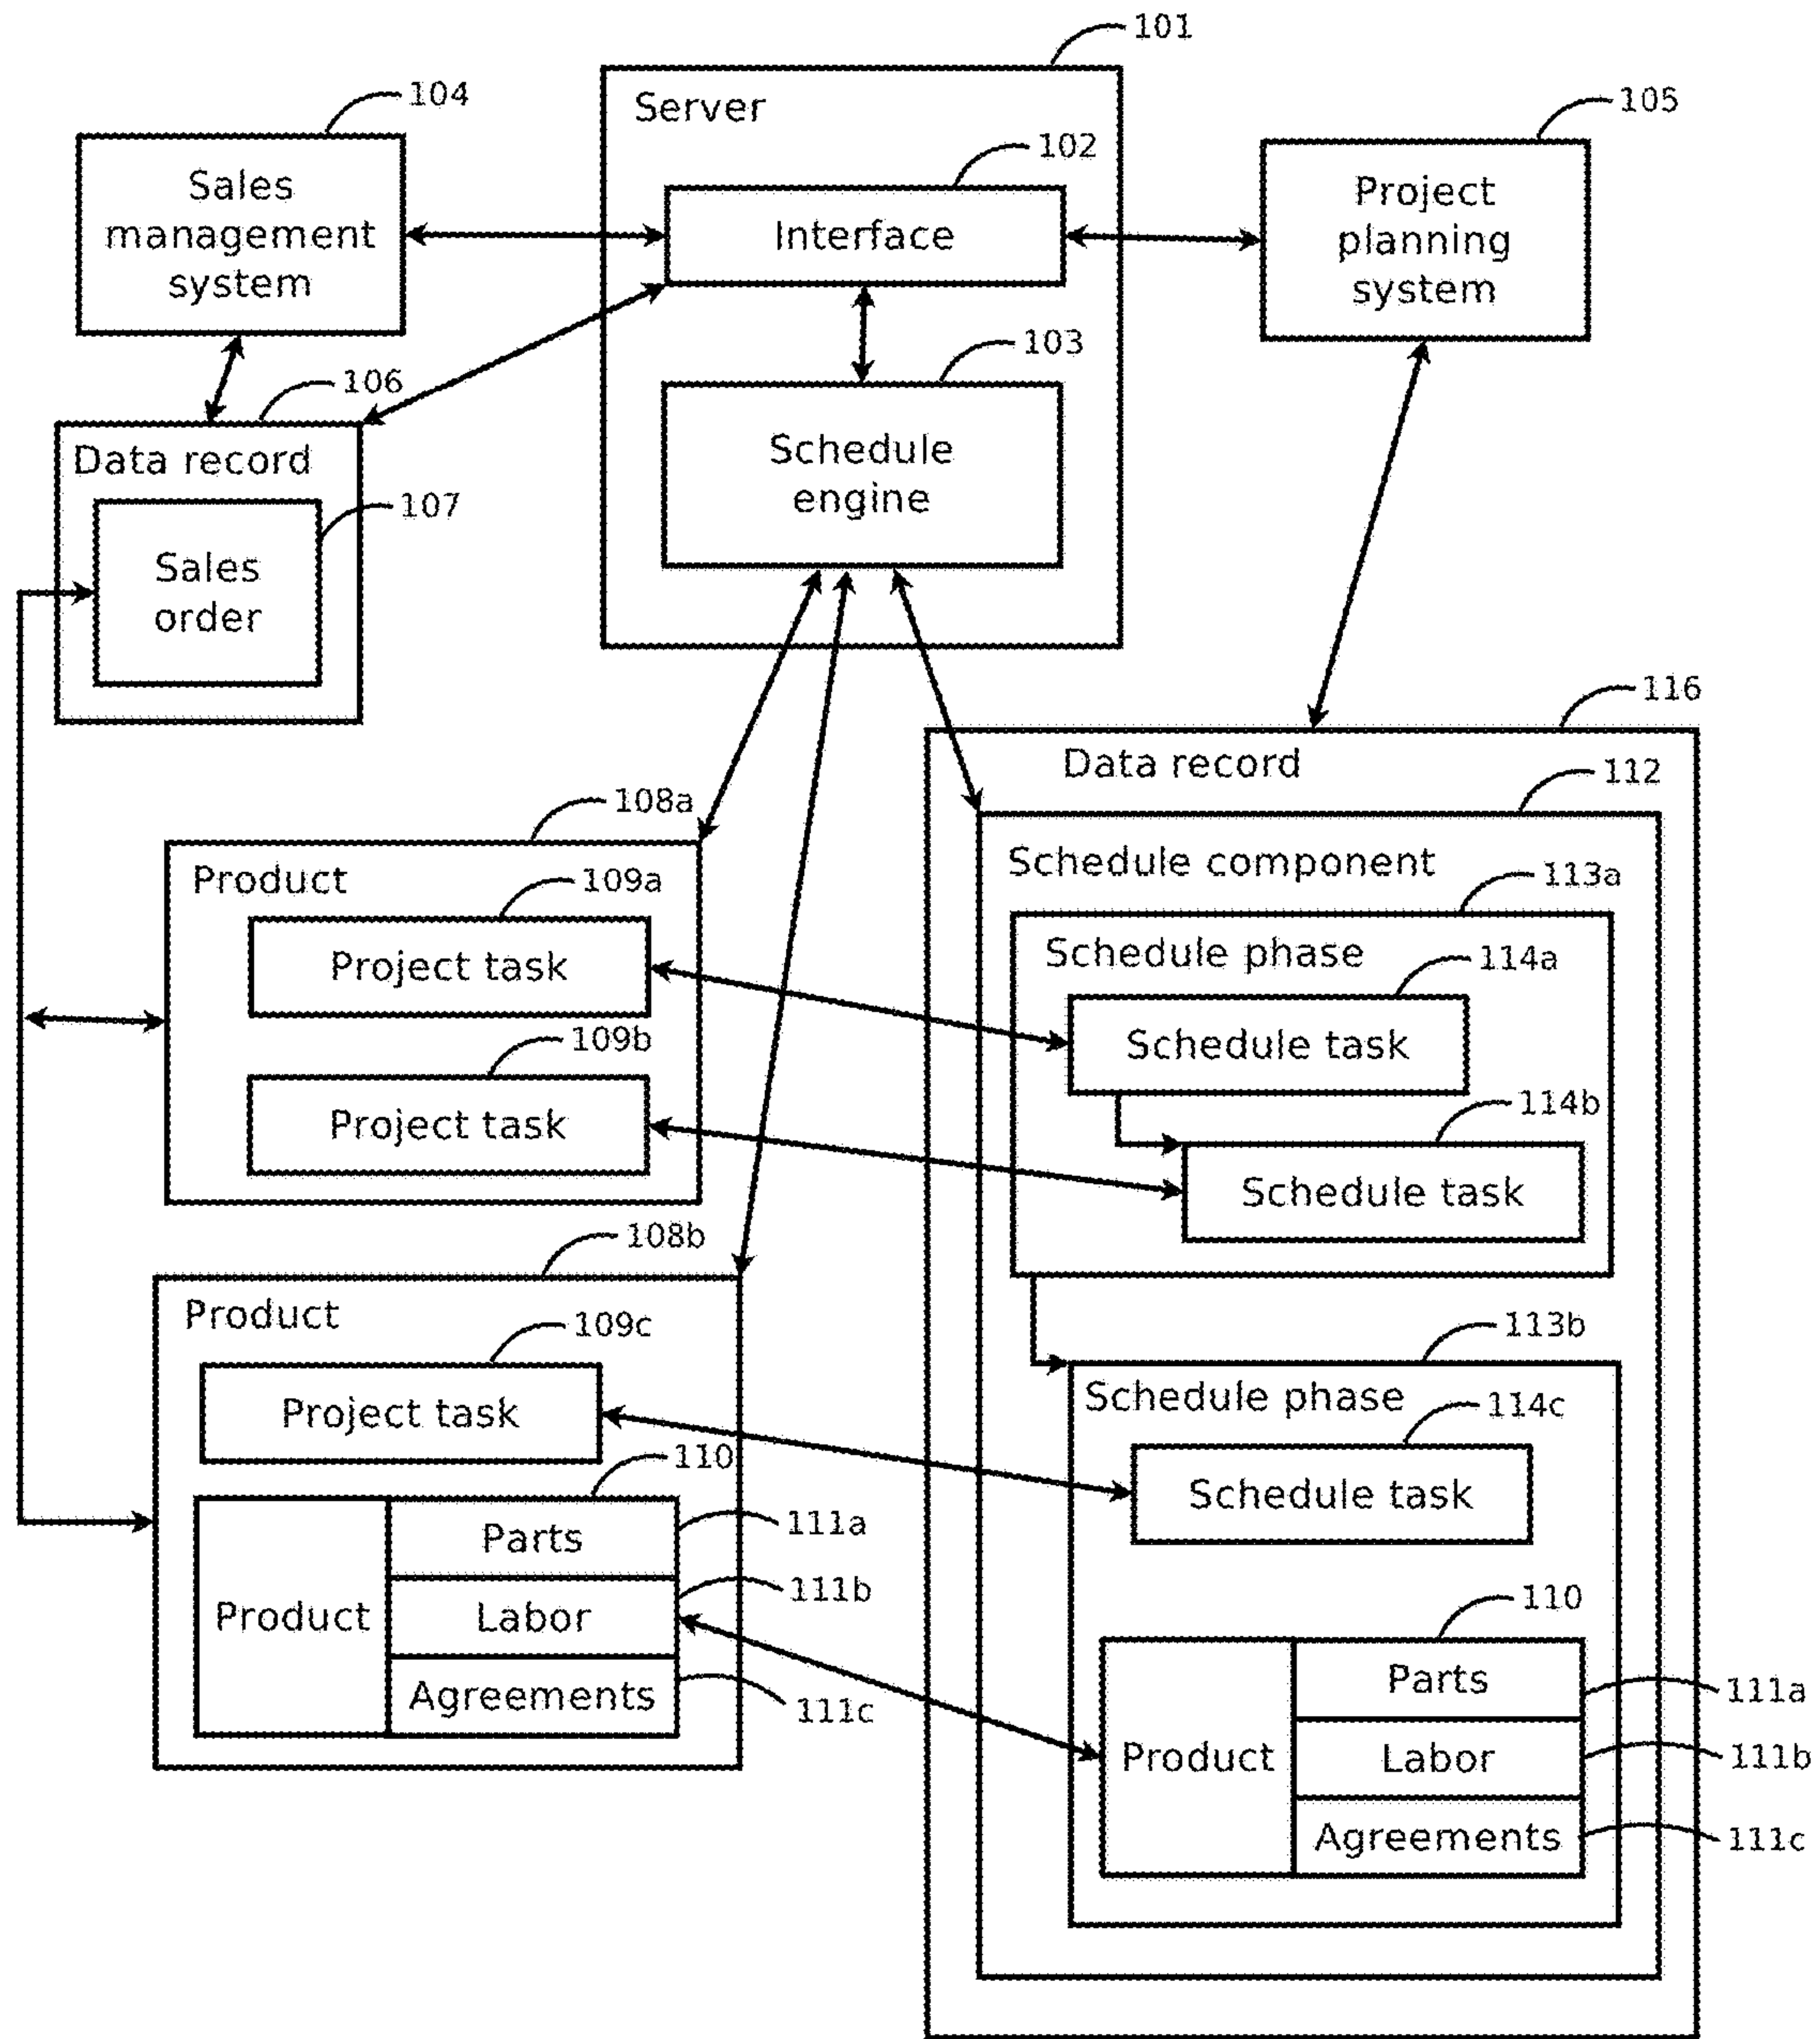 101
104
Server
105
102
Sales
management
system
Interface
Project
planning
system
103
106
Data record
Schedule
engine
107
Sales
order
116
Data record
112
108a
Product
Schedule component
109a
113a
Project task
Schedule phase
114a
109b
Schedule task
Project task
114b
Schedule task
108b
Product
109c
113b
Project task
Schedule phase
114c
110
Schedule task
Parts
111a
Product
Labor
111b
Agreements
111c
110
Parts
111a
Product
Labor
111b
Agreements
111c